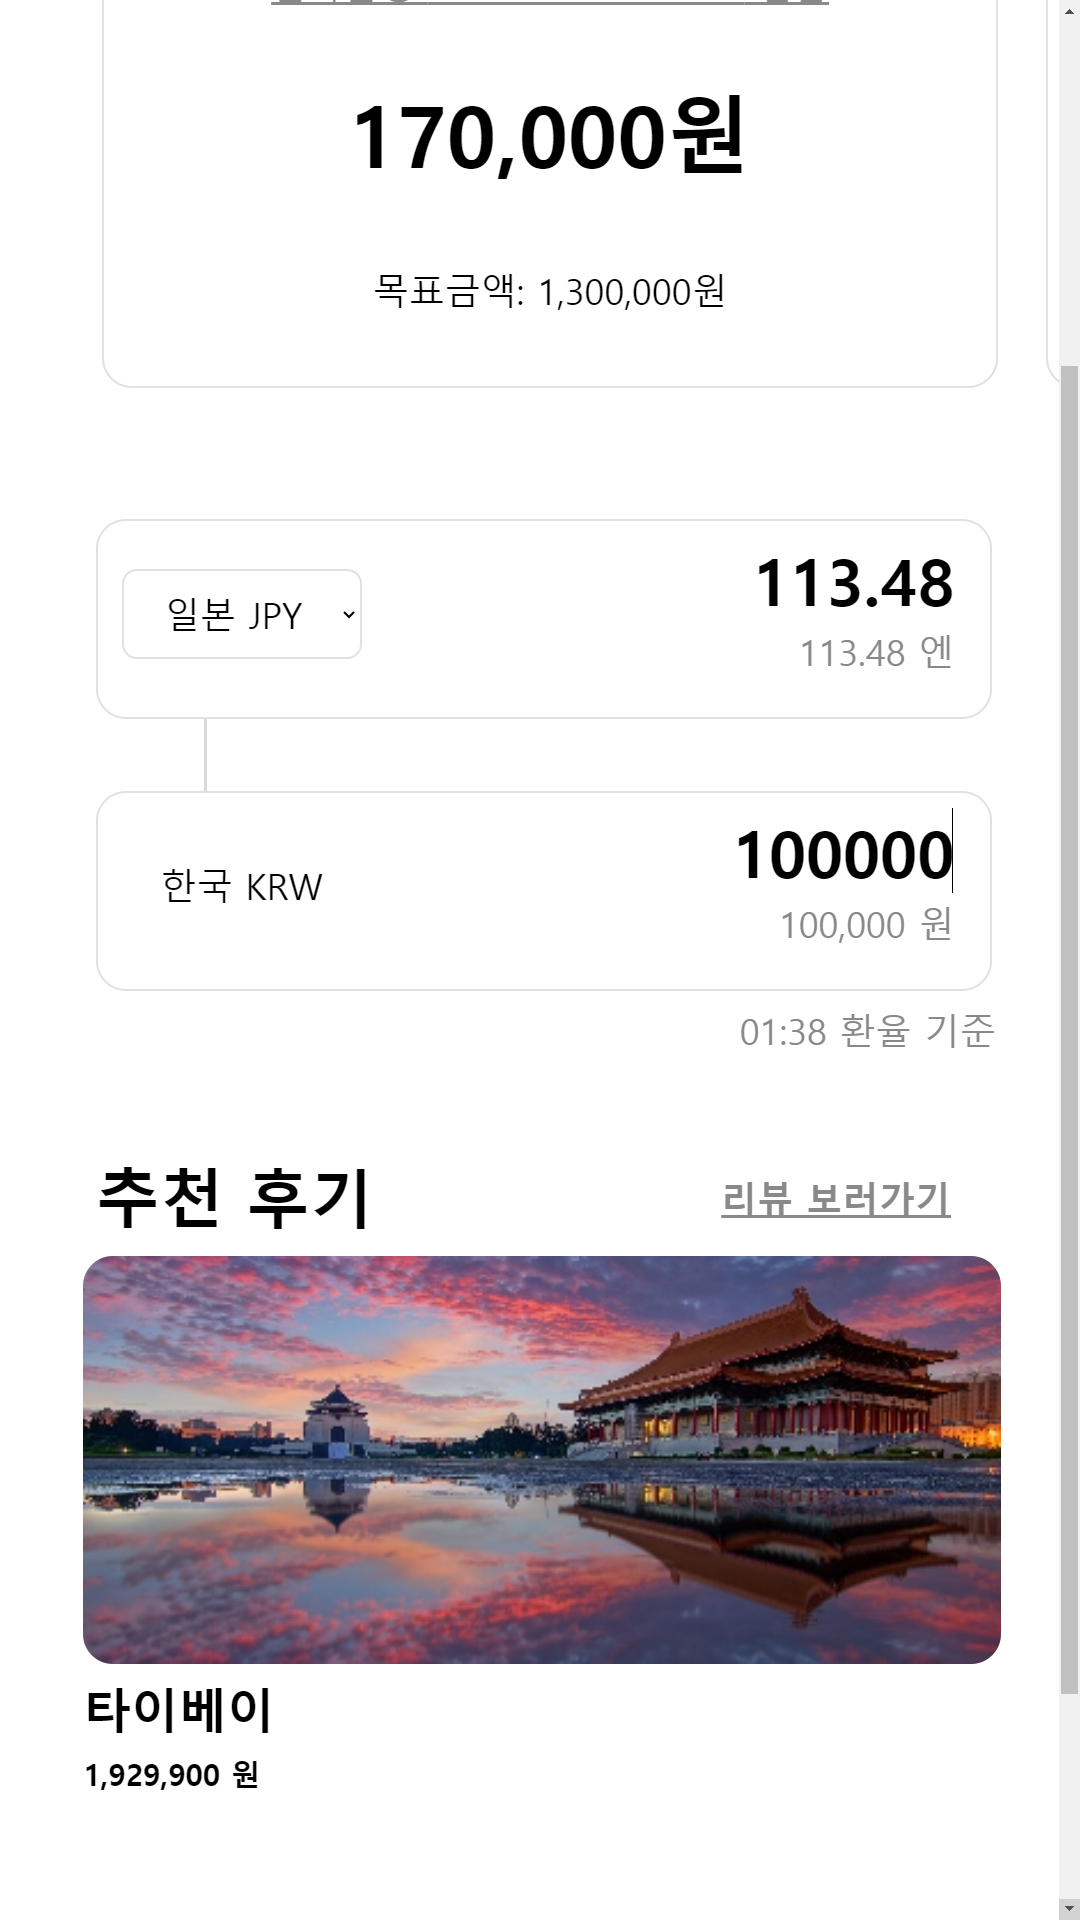 170,000원
목표금액: 1,300,000원
일본 JPY
113.48
113.48 엔
한국 KRW
100000
100,000 원
01:38 환율 기준
추천 후기
리뷰 보러가기
타이베이
1,929,900 원